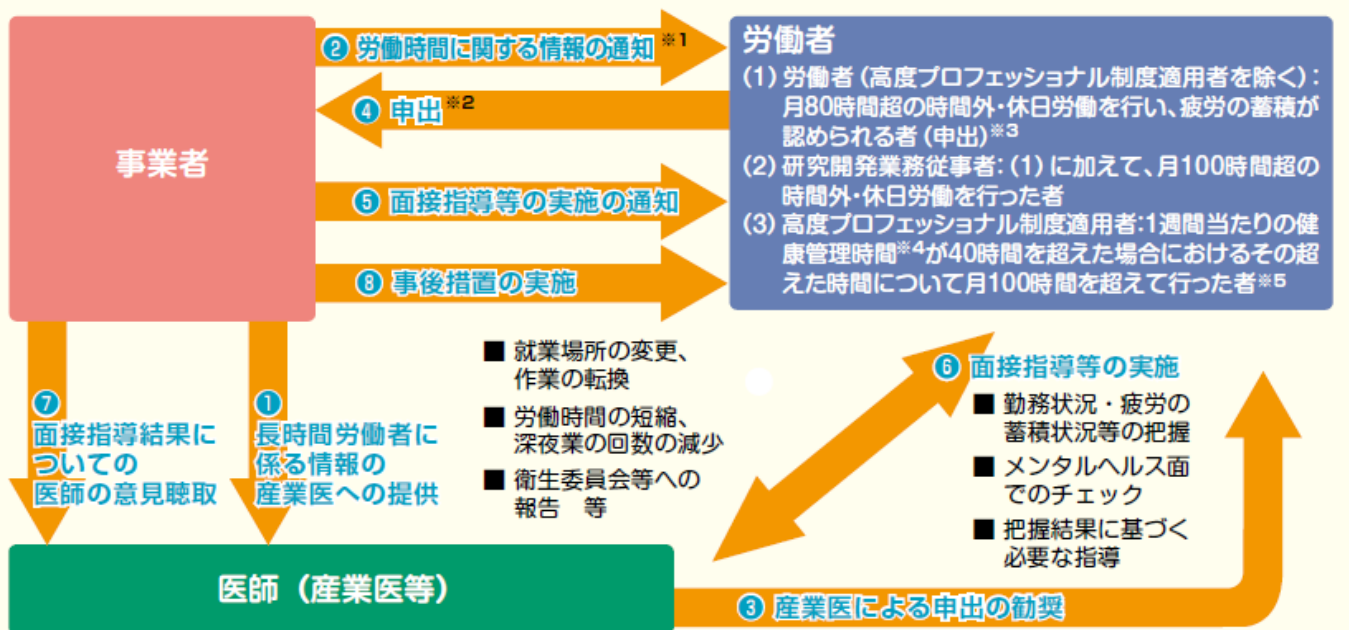 事業者
❷ 労働時間に関する情報の通知※1
❹ 申出※2
❺ 面接指導等の実施の通知
❽ 事後措置の実施
労働者
(1) 労働者(高度プロフェッショナル制度適用者を除く):
月80時間超の時間外・休日労働を行い、疲労の蓄積が
認められる者(申出)※3
(2) 研究開発業務従事者:(1)に加えて、月100時間超の
時間外・休日労働を行った者
(3) 高度プロフェッショナル制度適用者:1週間当たりの健
康管理時間※4が40時間を超えた場合におけるその超
えた時間について月100時間を超えて行った者※5
❼
面接指導結果に
ついての
医師の意見聴取
❶
長時間労働者に
係る情報の
産業医への提供
■ 就業場所の変更、
作業の転換
■ 労働時間の短縮、
深夜業の回数の減少
■ 衛生委員会等への
報告 等
❻ 面接指導等の実施
■ 勤務状況・疲労の
蓄積状況等の把握
■ メンタルヘルス面
でのチェック
■ 把握結果に基づく
必要な指導
医師(産業医等)
❸ 産業医による申出の勧奨